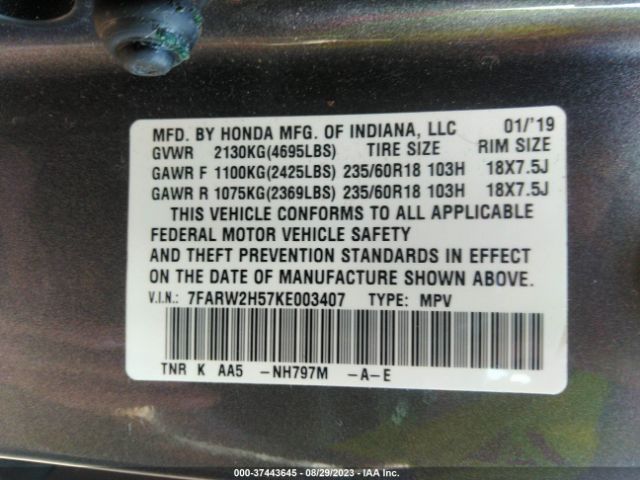 MFD. BY HONDA MFG. OF INDIANA, LLC 01/'19
GVWR 2130KG(4695LBS) TIRE SIZE RIM SIZE
GAWR F 1100KG(2425LBS) 235/60R18 103H 18X7.5J
GAWR R 1075KG(2369LBS) 235/60R18 103H 18X7.5J
THIS VEHICLE CONFORMS TO ALL APPLICABLE
FEDERAL MOTOR VEHICLE SAFETY
AND THEFT PREVENTION STANDARDS IN EFFECT
ON THE DATE OF MANUFACTURE SHOWN ABOVE.
V.I.N.: 7FARW2H57KE003407 TYPE: MPV
TNR K AA5 -NH797M -A-E
000-37443645 - 08/29/2023 - IAA Inc.